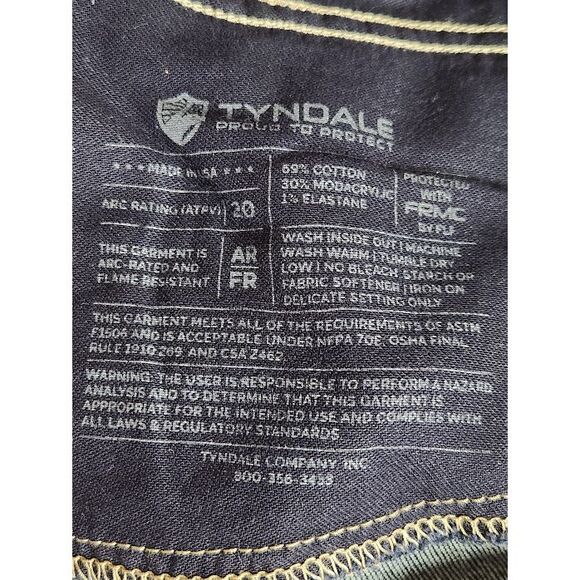 TYNDALE
PROUD TO PROTECT
*** MADE IN USA ***
ARC RATING (ATPV) 20
THIS GARMENT IS
ARC-RATED AND
FLAME RESISTANT
AR
FR
69% COTTON
30% MODACRYLIC
1% ELASTANE
PROTECTED
WITH
FRMC
BY FLI
WASH INSIDE OUT | MACHINE
WASH WARM | TUMBLE DRY
LOW | NO BLEACH STARCH OR
FABRIC SOFTENER | IRON ON
DELICATE SETTING ONLY
THIS GARMENT MEETS ALL OF THE REQUIREMENTS OF ASTM
F1506 AND IS ACCEPTABLE UNDER NFPA 70E, OSHA FINAL
RULE 1910.269, AND CSA Z462.
WARNING: THE USER IS RESPONSIBLE TO PERFORM A HAZARD
ANALYSIS AND TO DETERMINE THAT THIS GARMENT IS
APPROPRIATE FOR THE INTENDED USE AND COMPLIES WITH
ALL LAWS & REGULATORY STANDARDS
TYNDALE COMPANY, INC
800-356-3433